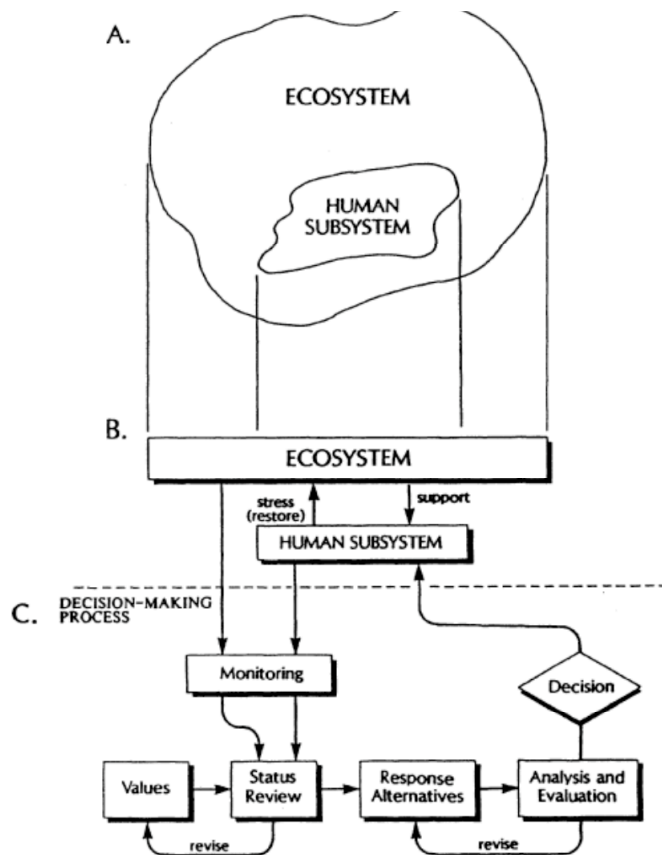 A.
ECOSYSTEM
HUMAN
SUBSYSTEM
B.
ECOSYSTEM
stress
(restore)
support
HUMAN SUBSYSTEM
C.
DECISION-MAKING
PROCESS
Monitoring
Decision
Values
Status
Review
Response
Alternatives
Analysis and
Evaluation
revise
revise